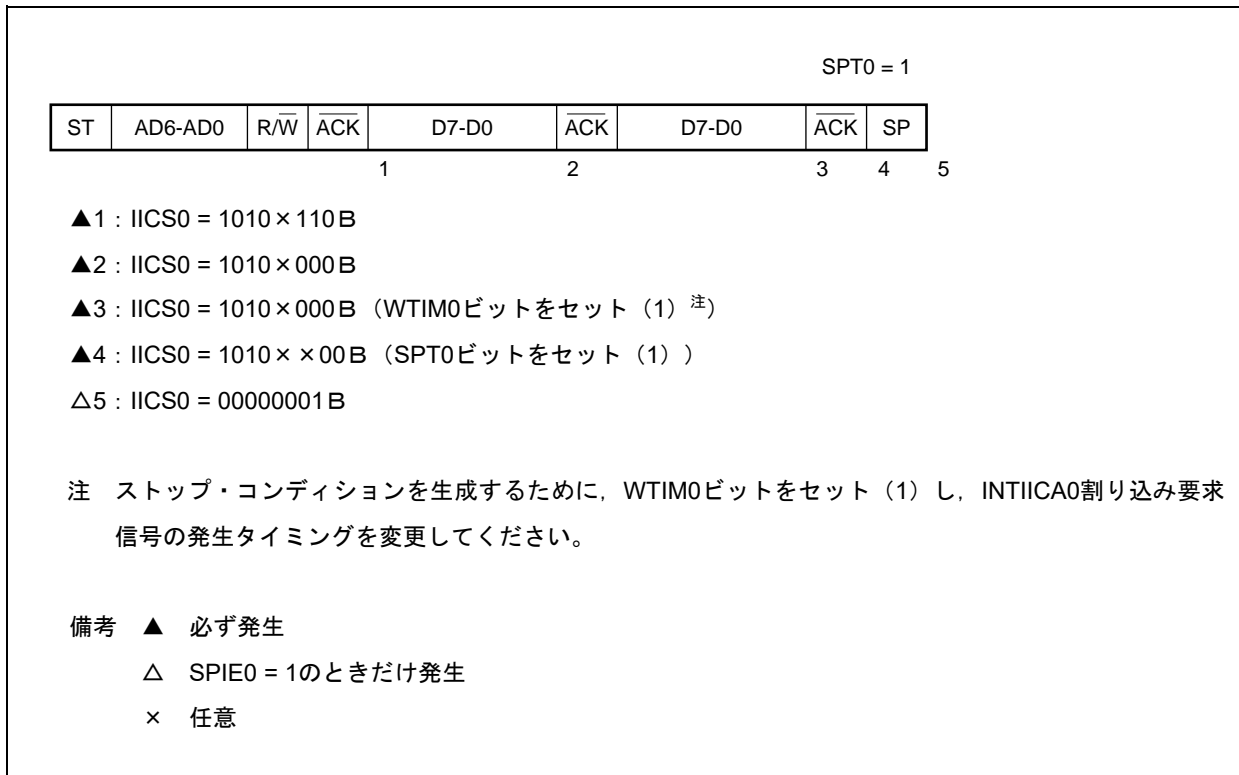 SPT0 = 1
ST AD6-AD0 R/W̅ A̅C̅K̅ D7-D0 A̅C̅K̅ D7-D0 A̅C̅K̅ SP
1 2 3 4 5
▲1：IICS0 = 1010×110B
▲2：IICS0 = 1010×000B
▲3：IICS0 = 1010×000B（WTIM0ビットをセット（1）注）
▲4：IICS0 = 1010××00B（SPT0ビットをセット（1））
△5：IICS0 = 00000001B
注　ストップ・コンディションを生成するために，WTIM0ビットをセット（1）し，INTIICA0割り込み要求
信号の発生タイミングを変更してください。
備考　▲　必ず発生
△　SPIE0 = 1のときだけ発生
×　任意